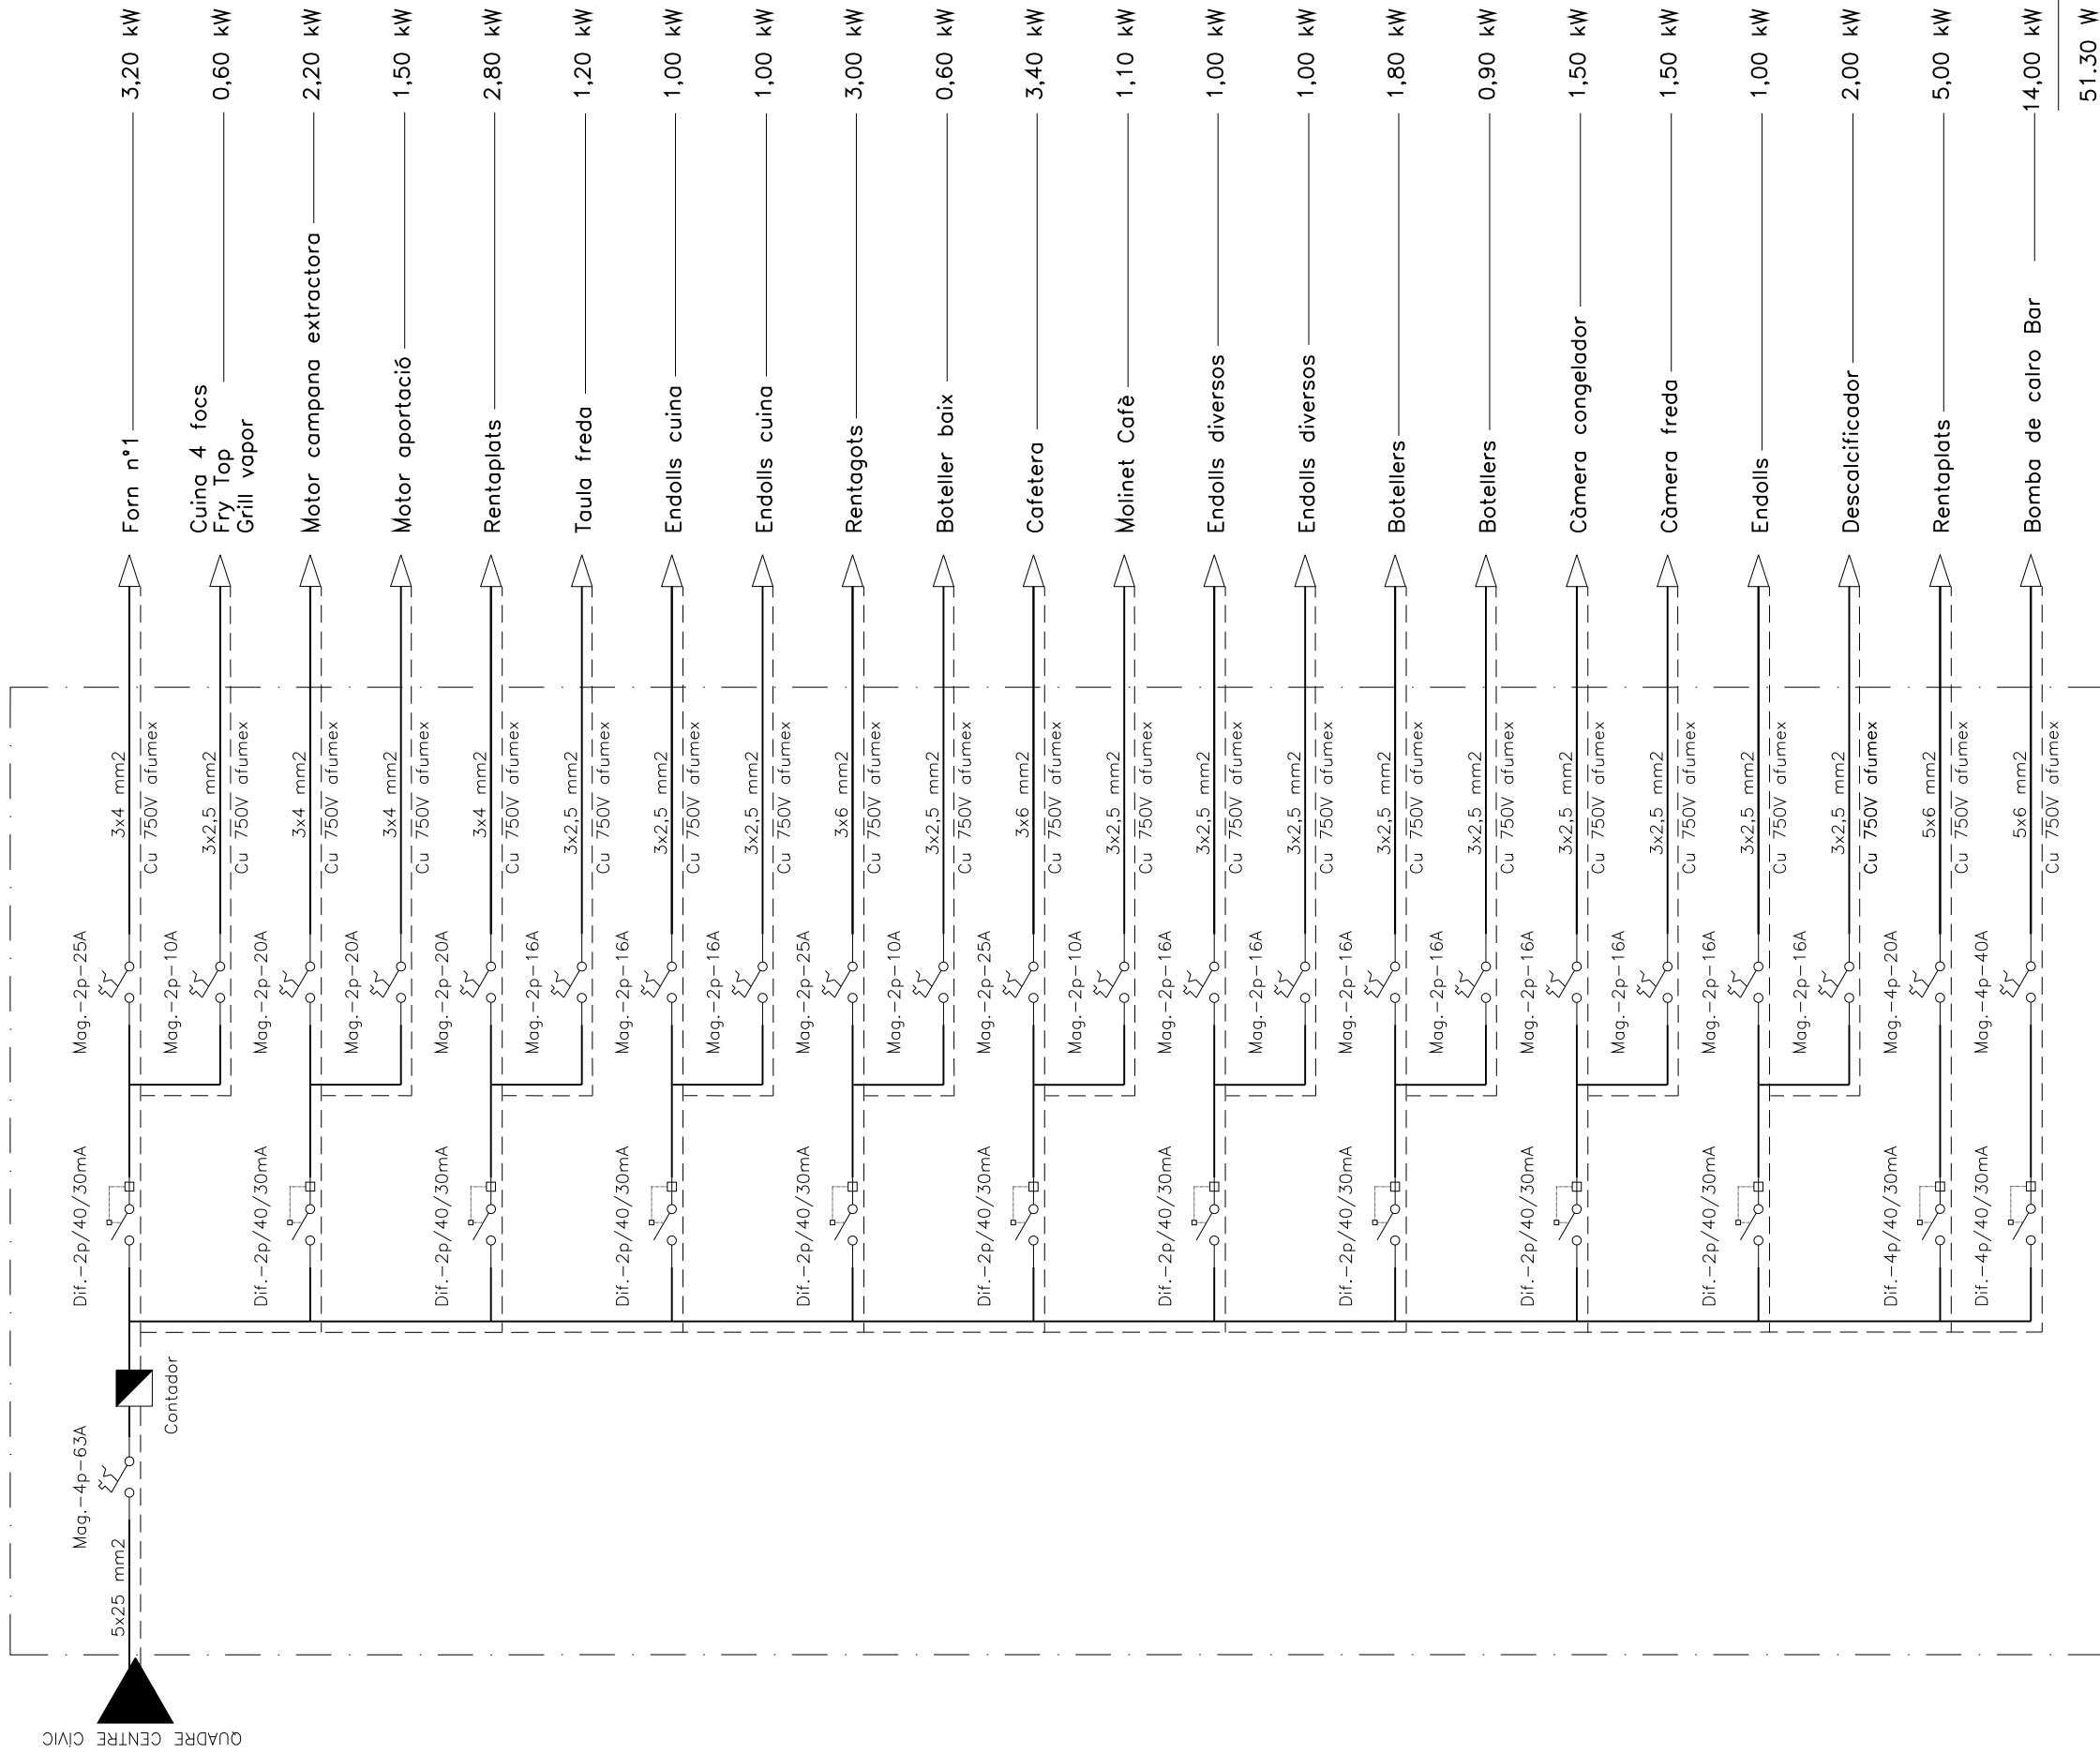 QUADRE CENTRE CÍVIC
5x25 mm2
Mag.-4p-63A
Contador
Dif.-2p/40/30mA
Mag.-2p-25A
3x4 mm2
Cu 750V afumex
Forn n°1
3,20 kW
Mag.-2p-10A
3x2,5 mm2
Cu 750V afumex
Cuina 4 focs
Fry Top
Grill vapor
0,60 kW
Dif.-2p/40/30mA
Mag.-2p-20A
3x4 mm2
Cu 750V afumex
Motor campana extractora
2,20 kW
Mag.-2p-20A
3x4 mm2
Cu 750V afumex
Motor aportació
1,50 kW
Dif.-2p/40/30mA
Mag.-2p-20A
3x4 mm2
Cu 750V afumex
Rentaplats
2,80 kW
Mag.-2p-16A
3x2,5 mm2
Cu 750V afumex
Taula freda
1,20 kW
Dif.-2p/40/30mA
Mag.-2p-16A
3x2,5 mm2
Cu 750V afumex
Endolls cuina
1,00 kW
Mag.-2p-16A
3x2,5 mm2
Cu 750V afumex
Endolls cuina
1,00 kW
Dif.-2p/40/30mA
Mag.-2p-25A
3x6 mm2
Cu 750V afumex
Rentagots
3,00 kW
Mag.-2p-10A
3x2,5 mm2
Cu 750V afumex
Boteller baix
0,60 kW
Dif.-2p/40/30mA
Mag.-2p-25A
3x6 mm2
Cu 750V afumex
Cafetera
3,40 kW
Mag.-2p-10A
3x2,5 mm2
Cu 750V afumex
Molinet Cafè
1,10 kW
Dif.-2p/40/30mA
Mag.-2p-16A
3x2,5 mm2
Cu 750V afumex
Endolls diversos
1,00 kW
Mag.-2p-16A
3x2,5 mm2
Cu 750V afumex
Endolls diversos
1,00 kW
Dif.-2p/40/30mA
Mag.-2p-16A
3x2,5 mm2
Cu 750V afumex
Botellers
1,80 kW
Mag.-2p-16A
3x2,5 mm2
Cu 750V afumex
Botellers
0,90 kW
Dif.-2p/40/30mA
Mag.-2p-16A
3x2,5 mm2
Cu 750V afumex
Càmera congelador
1,50 kW
Mag.-2p-16A
3x2,5 mm2
Cu 750V afumex
Càmera freda
1,50 kW
Dif.-2p/40/30mA
Mag.-2p-16A
3x2,5 mm2
Cu 750V afumex
Endolls
1,00 kW
Mag.-2p-16A
3x2,5 mm2
Cu 750V afumex
Descalcificador
2,00 kW
Dif.-4p/40/30mA
Mag.-4p-20A
5x6 mm2
Cu 750V afumex
Rentaplats
5,00 kW
Dif.-4p/40/30mA
Mag.-4p-40A
5x6 mm2
Cu 750V afumex
Bomba de calro Bar
14,00 kW
51.30 W